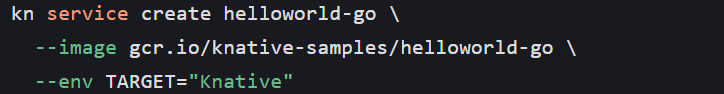 kn service create helloworld-go \
  --image gcr.io/knative-samples/helloworld-go \
  --env TARGET="Knative"